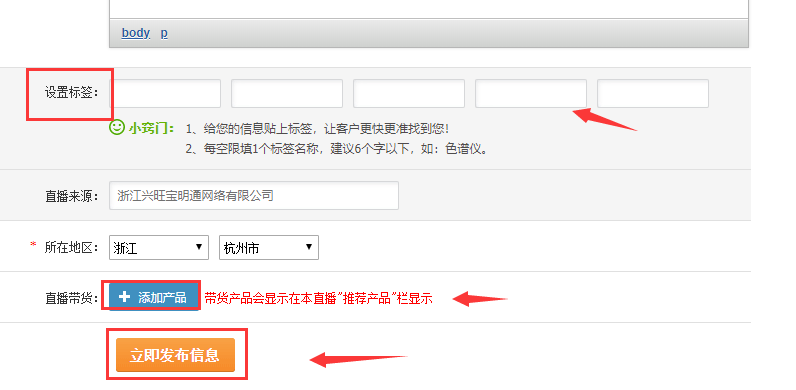 body p
设置标签：
小窍门： 1、给您的信息贴上标签，让客户更快更准找到您！
2、每空限填1个标签名称，建议6个字以下，如：色谱仪。
直播来源： 浙江兴旺宝明通网络有限公司
* 所在地区： 浙江 杭州市
直播带货： + 添加产品 带货产品会显示在本直播"推荐产品"栏显示
立即发布信息